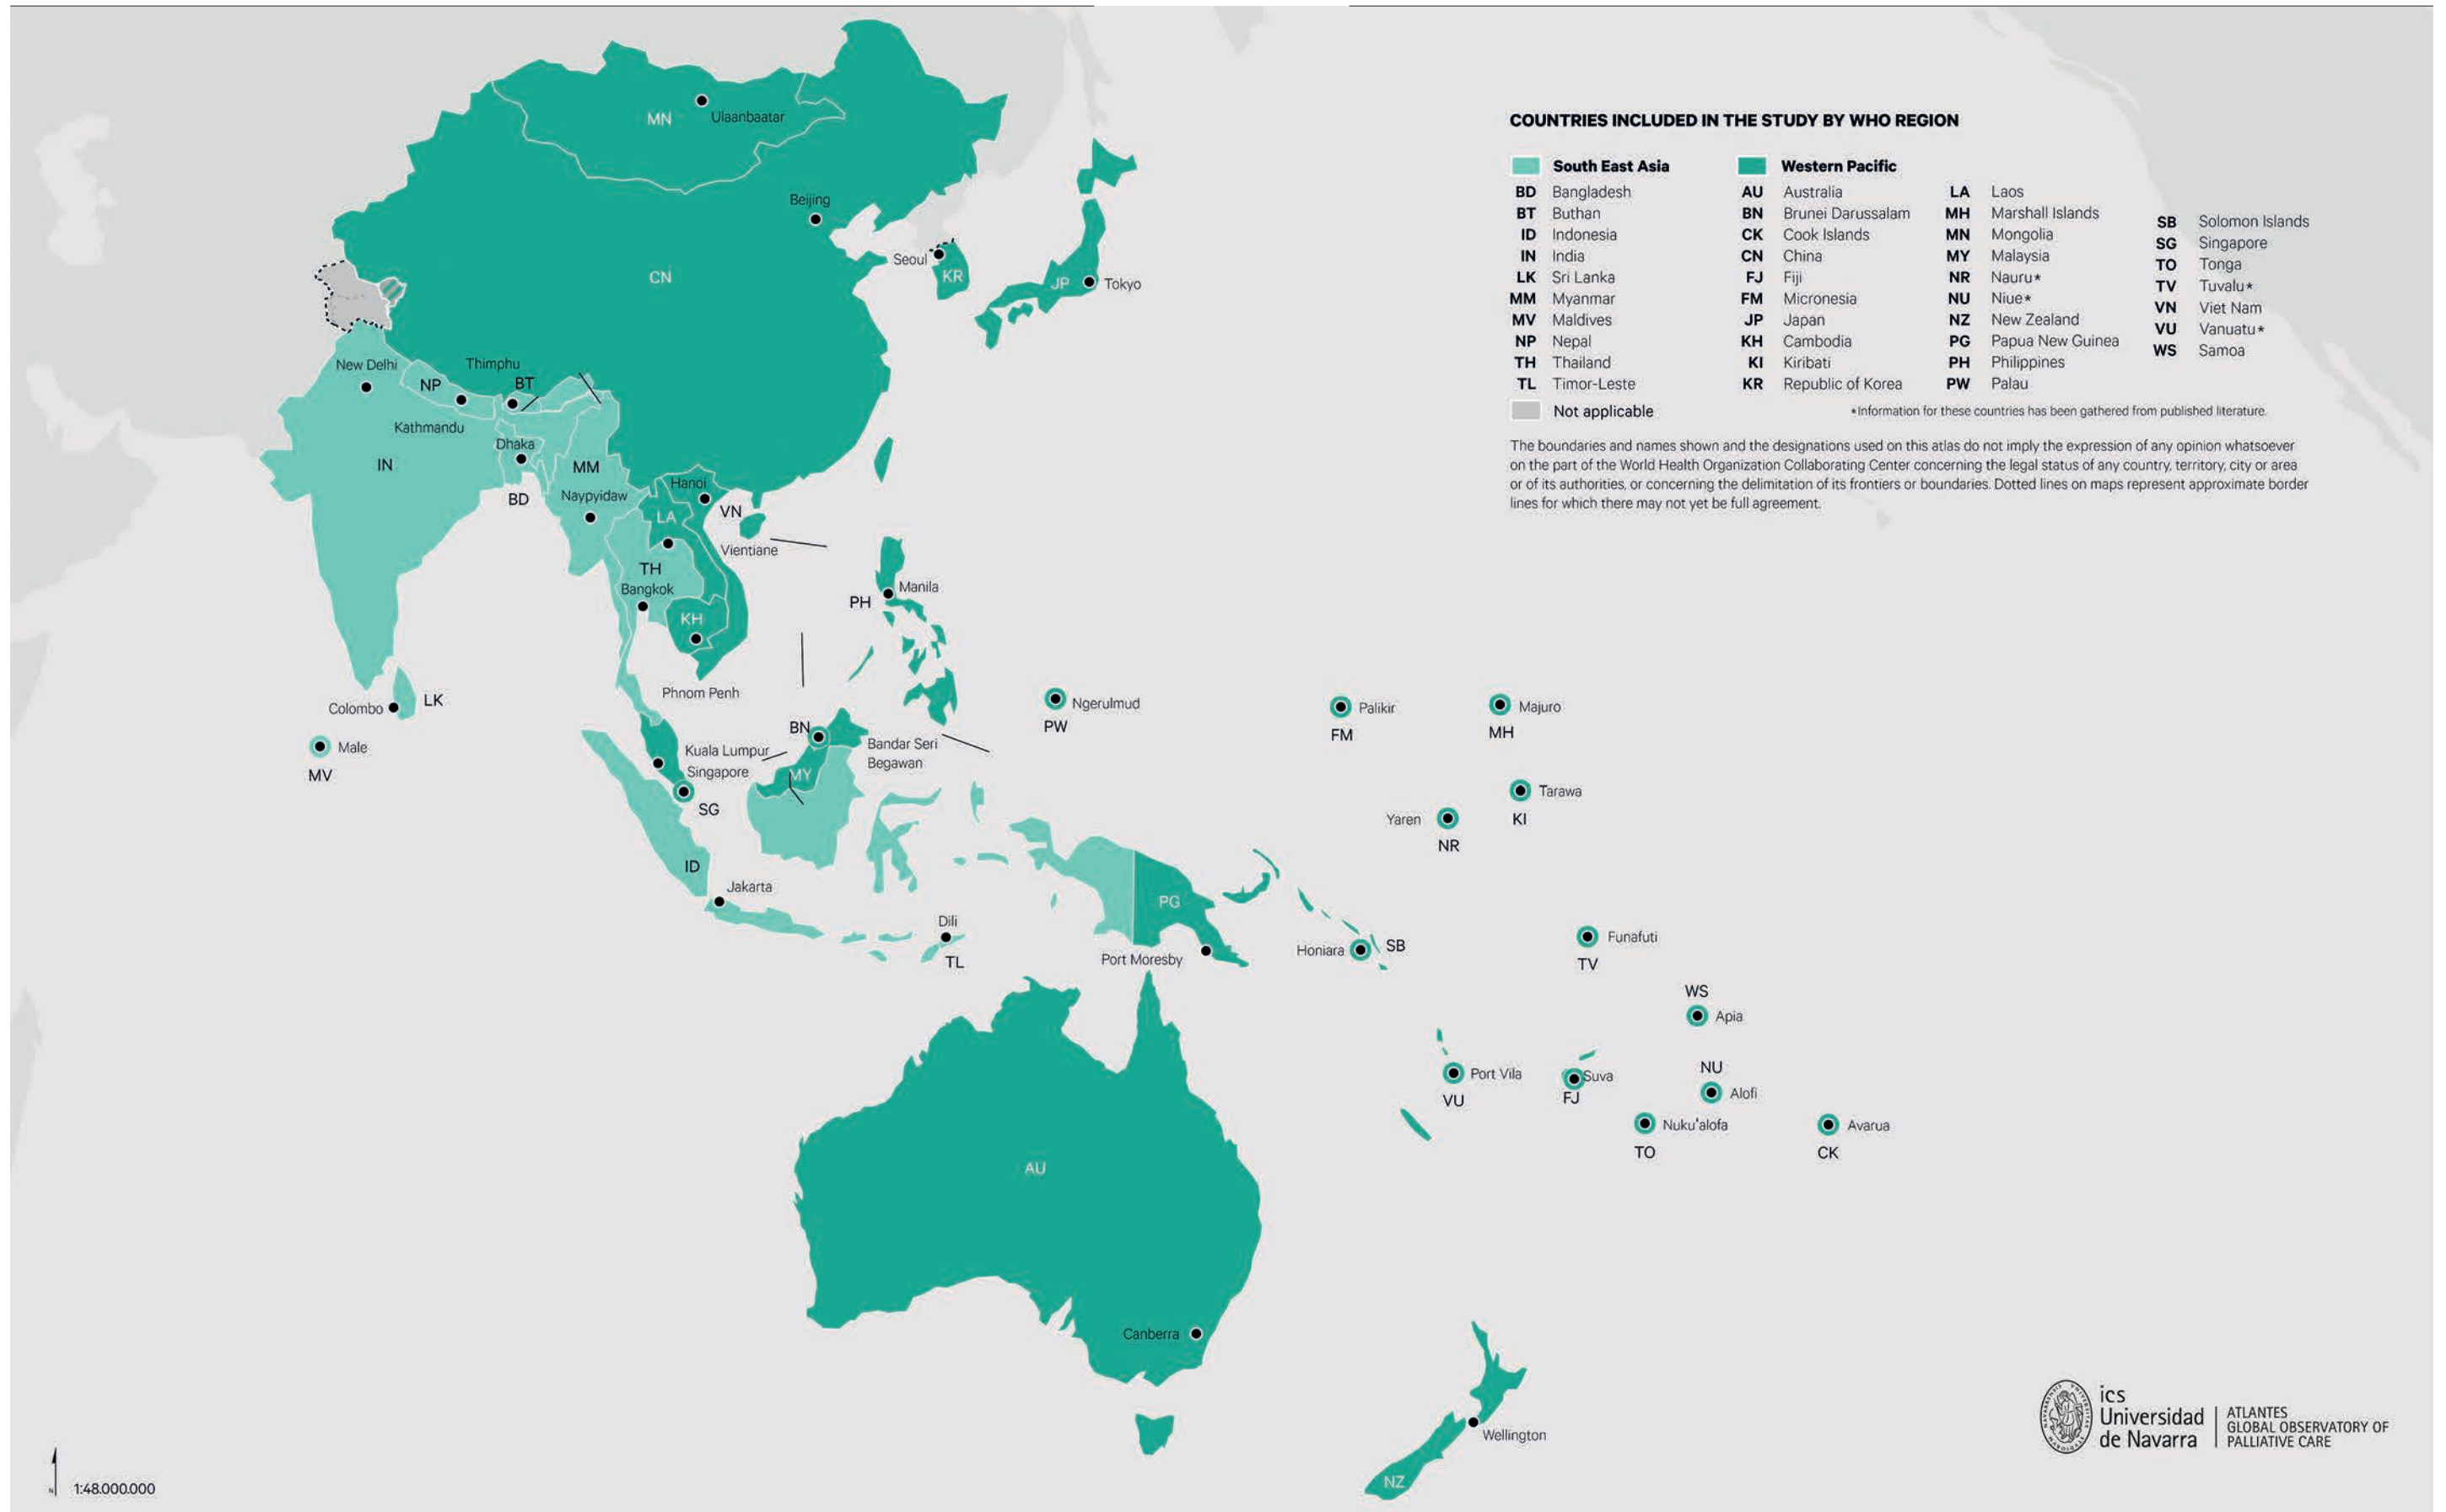 COUNTRIES INCLUDED IN THE STUDY BY WHO REGION
South East Asia
BD Bangladesh
BT Buthan
ID Indonesia
IN India
LK Sri Lanka
MM Myanmar
MV Maldives
NP Nepal
TH Thailand
TL Timor-Leste
Not applicable
Western Pacific
AU Australia
BN Brunei Darussalam
CK Cook Islands
CN China
FJ Fiji
FM Micronesia
JP Japan
KH Cambodia
KI Kiribati
KR Republic of Korea
LA Laos
MH Marshall Islands
MN Mongolia
MY Malaysia
NR Nauru*
NU Niue*
NZ New Zealand
PG Papua New Guinea
PH Philippines
PW Palau
SB Solomon Islands
SG Singapore
TO Tonga
TV Tuvalu*
VN Viet Nam
VU Vanuatu*
WS Samoa
*Information for these countries has been gathered from published literature.
The boundaries and names shown and the designations used on this atlas do not imply the expression of any opinion whatsoever
on the part of the World Health Organization Collaborating Center concerning the legal status of any country, territory, city or area
or of its authorities, or concerning the delimitation of its frontiers or boundaries. Dotted lines on maps represent approximate border
lines for which there may not yet be full agreement.
MN
Ulaanbaatar
Beijing
CN
Seoul
KR
JP
Tokyo
New Delhi
NP
Thimphu
BT
Kathmandu
Dhaka
IN
BD
MM
Naypyidaw
Hanoi
LA
VN
Vientiane
TH
Bangkok
KH
Phnom Penh
Manila
PH
Colombo
LK
Male
MV
BN
Bandar Seri
Begawan
Kuala Lumpur
Singapore
MY
SG
ID
Jakarta
Dili
TL
Ngerulmud
PW
Palikir
FM
Majuro
MH
Tarawa
KI
Yaren
NR
PG
Port Moresby
Honiara
SB
Funafuti
TV
WS
Apia
Port Vila
VU
Suva
FJ
NU
Alofi
Nuku'alofa
TO
Avarua
CK
AU
Canberra
Wellington
NZ
N
1:48.000.000
ics
Universidad
de Navarra
ATLANTES
GLOBAL OBSERVATORY OF
PALLIATIVE CARE